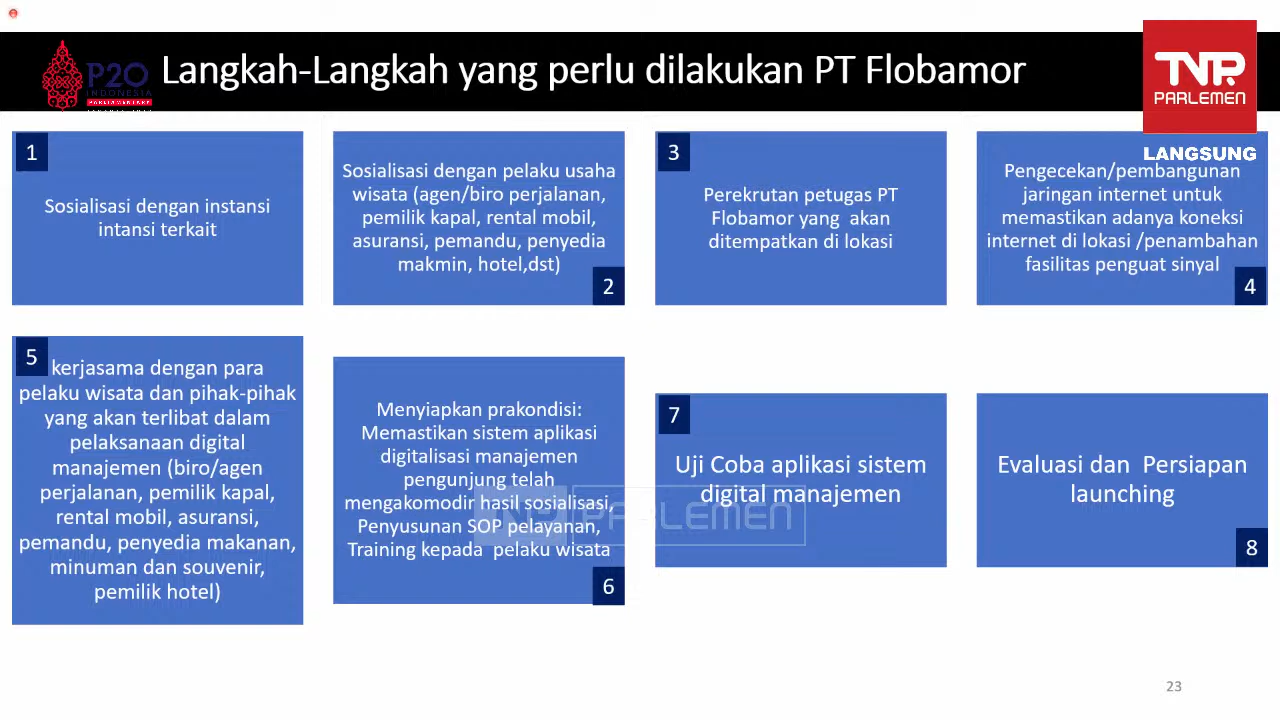 P20
INDONESIA
PARLIAMENTARY
Langkah-Langkah yang perlu dilakukan PT Flobamor
TVR
PARLEMEN
LANGSUNG
1
Sosialisasi dengan instansi
intansi terkait
Sosialisasi dengan pelaku usaha
wisata (agen/biro perjalanan,
pemilik kapal, rental mobil,
asuransi, pemandu, penyedia
makmin, hotel,dst)
2
3
Perekrutan petugas PT
Flobamor yang akan
ditempatkan di lokasi
Pengecekan/pembangunan
jaringan internet untuk
memastikan adanya koneksi
internet di lokasi /penambahan
fasilitas penguat sinyal
4
5
kerjasama dengan para
pelaku wisata dan pihak-pihak
yang akan terlibat dalam
pelaksanaan digital
manajemen (biro/agen
perjalanan, pemilik kapal,
rental mobil, asuransi,
pemandu, penyedia makanan,
minuman dan souvenir,
pemilik hotel)
Menyiapkan prakondisi:
Memastikan sistem aplikasi
digitalisasi manajemen
pengunjung telah
mengakomodir hasil sosialisasi,
Penyusunan SOP pelayanan,
Training kepada pelaku wisata
6
PARLEMEN
7
Uji Coba aplikasi sistem
digital manajemen
Evaluasi dan Persiapan
launching
8
23